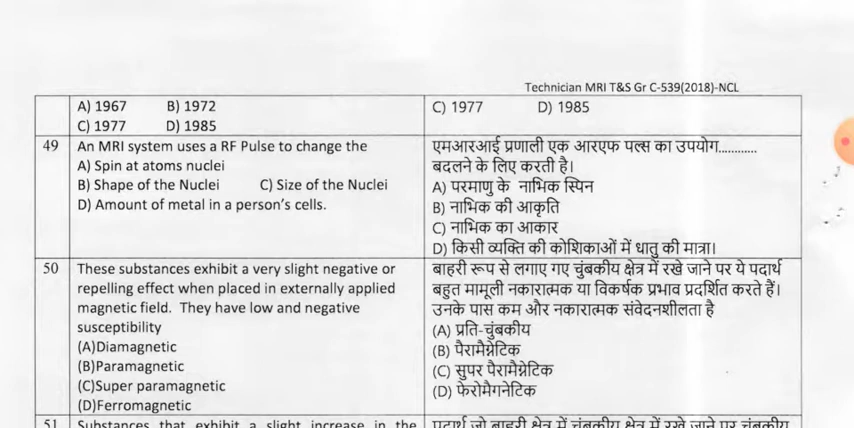 Technician MRI T&S Gr C-539(2018)-NCL
A) 1967 B) 1972
C) 1977 D) 1985
C) 1977 D) 1985
49 An MRI system uses a RF Pulse to change the
A) Spin at atoms nuclei
B) Shape of the Nuclei C) Size of the Nuclei
D) Amount of metal in a person's cells.
एमआरआई प्रणाली एक आरएफ पल्स का उपयोग............
बदलने के लिए करती है।
A) परमाणु के नाभिक स्पिन
B) नाभिक की आकृति
C) नाभिक का आकार
D) किसी व्यक्ति की कोशिकाओं में धातु की मात्रा।
50 These substances exhibit a very slight negative or
repelling effect when placed in externally applied
magnetic field. They have low and negative
susceptibility
(A)Diamagnetic
(B)Paramagnetic
(C)Super paramagnetic
(D)Ferromagnetic
बाहरी रूप से लगाए गए चुंबकीय क्षेत्र में रखे जाने पर ये पदार्थ
बहुत मामूली नकारात्मक या विकर्षक प्रभाव प्रदर्शित करते हैं।
उनके पास कम और नकारात्मक संवेदनशीलता है
(A) प्रति-चुंबकीय
(B) पैरामैग्नेटिक
(C) सुपर पैरामैग्नेटिक
(D) फेरोमैगनेटिक
51 Substances that exhibit a slight increase in the
पदार्थ जो बाहरी क्षेत्र में चुंबकीय क्षेत्र में रखे जाने पर चुंबकीय